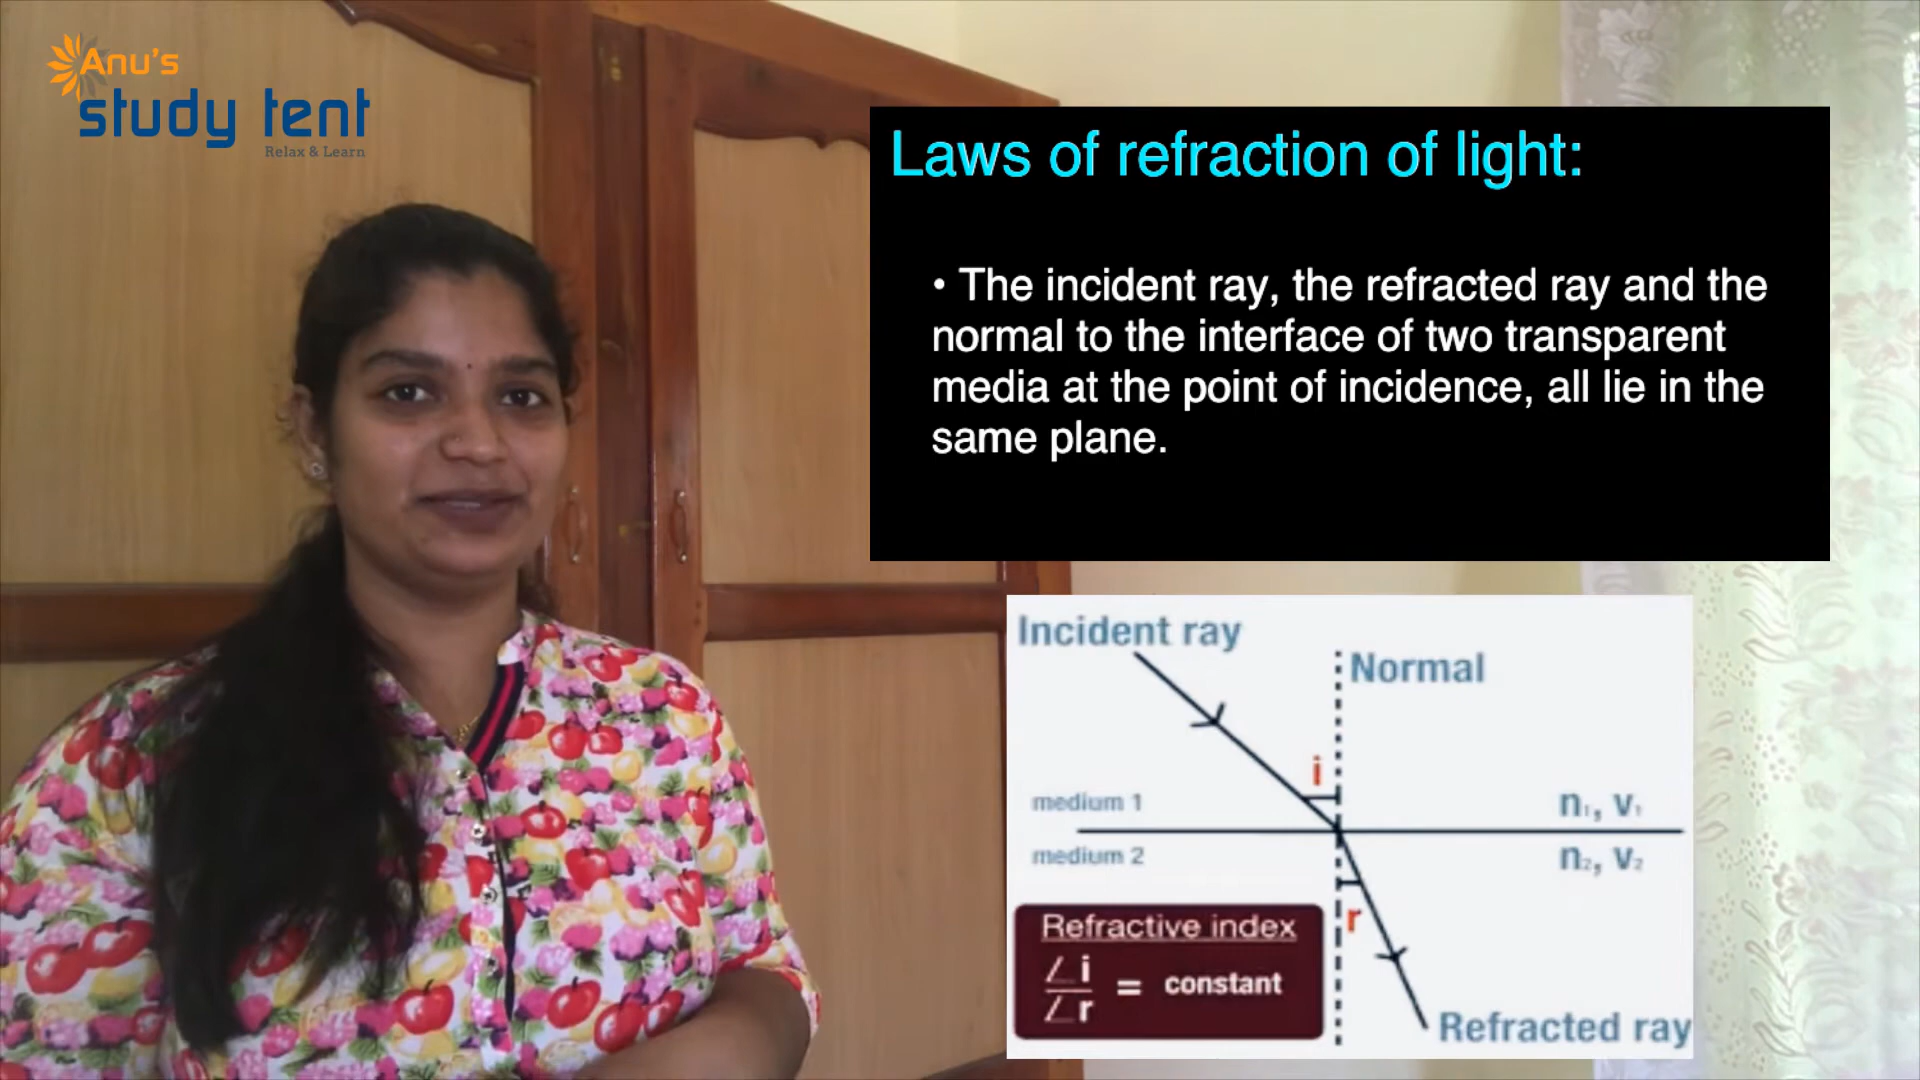 Anu's
study tent
Relax & Learn
Laws of refraction of light:
• The incident ray, the refracted ray and the
normal to the interface of two transparent
media at the point of incidence, all lie in the
same plane.
Incident ray
Normal
i
medium 1
n₁, v₁
medium 2
n₂, v₂
r
Refractive index
∠i
∠r
= constant
Refracted ray